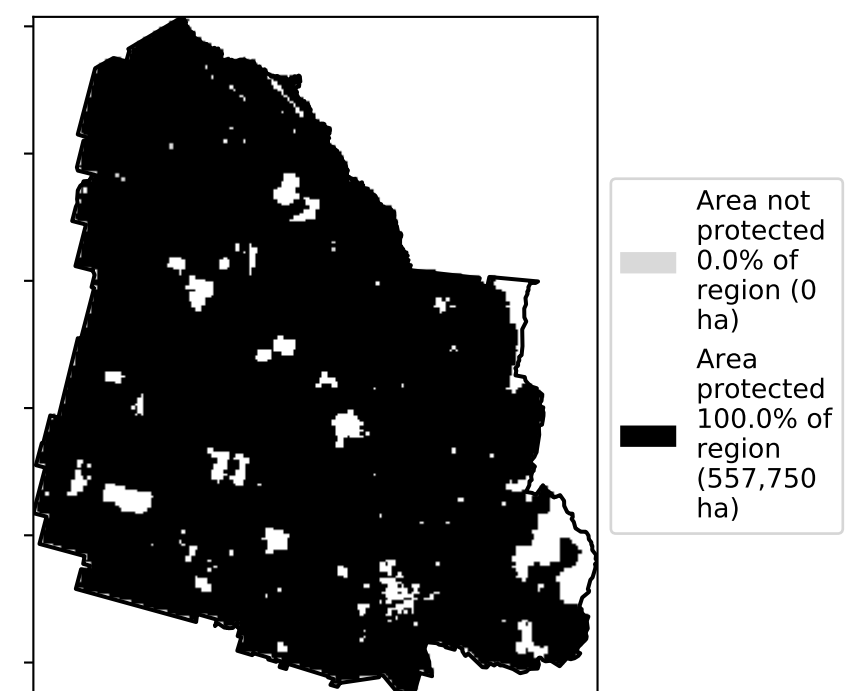 Area not
protected
0.0% of
region (0
ha)
Area
protected
100.0% of
region
(557,750
ha)